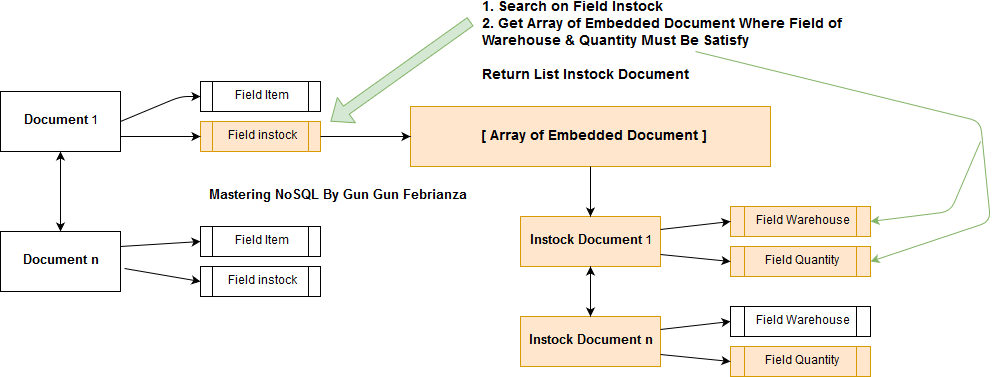 1. Search on Field Instock
2. Get Array of Embedded Document Where Field of
Warehouse & Quantity Must Be Satisfy
Return List Instock Document
Document 1
Field Item
Field instock
[ Array of Embedded Document ]
Mastering NoSQL By Gun Gun Febrianza
Document n
Field Item
Field instock
Instock Document 1
Field Warehouse
Field Quantity
Instock Document n
Field Warehouse
Field Quantity